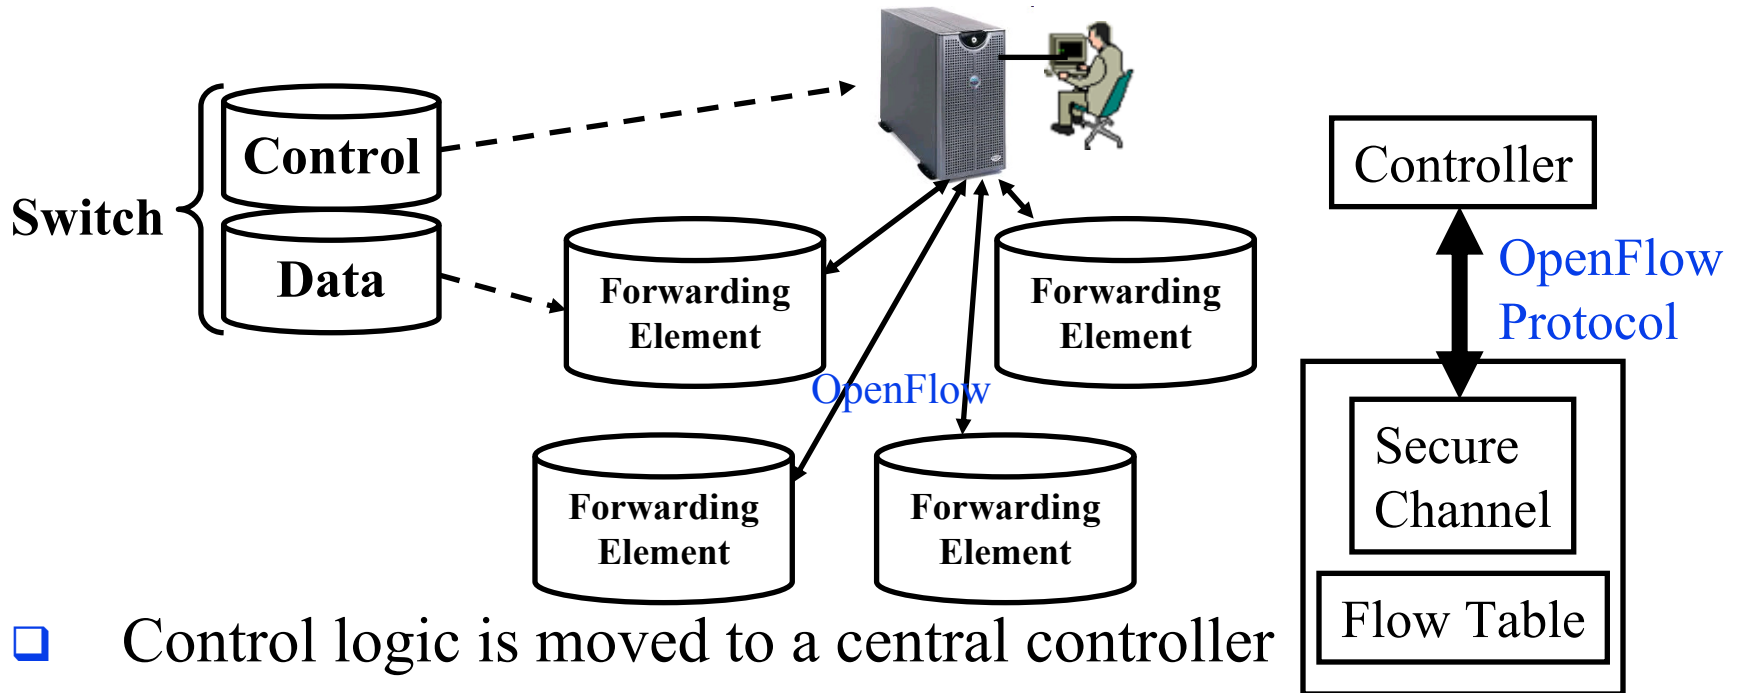 Switch
Control
Data
Forwarding
Element
Forwarding
Element
OpenFlow
Forwarding
Element
Forwarding
Element
Controller
OpenFlow
Protocol
Secure
Channel
Flow Table
Control logic is moved to a central controller